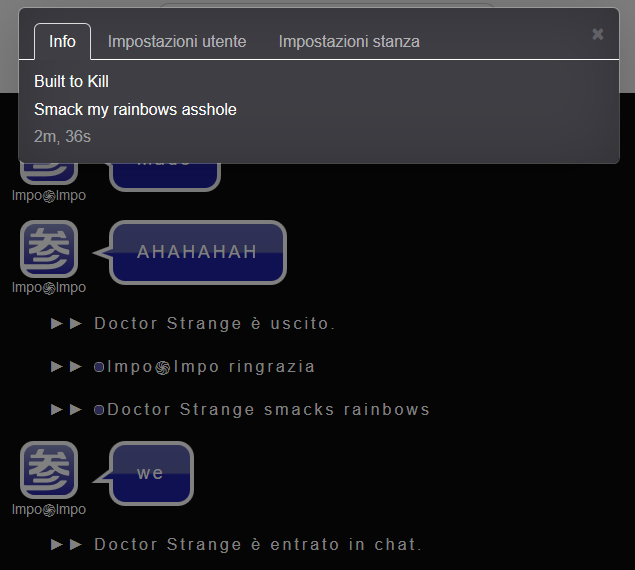 Info Impostazioni utente Impostazioni stanza ×
Built to Kill
Smack my rainbows asshole
2m, 36s
Impo֍Impo
参
AHAHAHAH
Impo֍Impo
►► Doctor Strange è uscito.
►► Impo֍Impo ringrazia
►► Doctor Strange smacks rainbows
参
we
Impo֍Impo
►► Doctor Strange è entrato in chat.